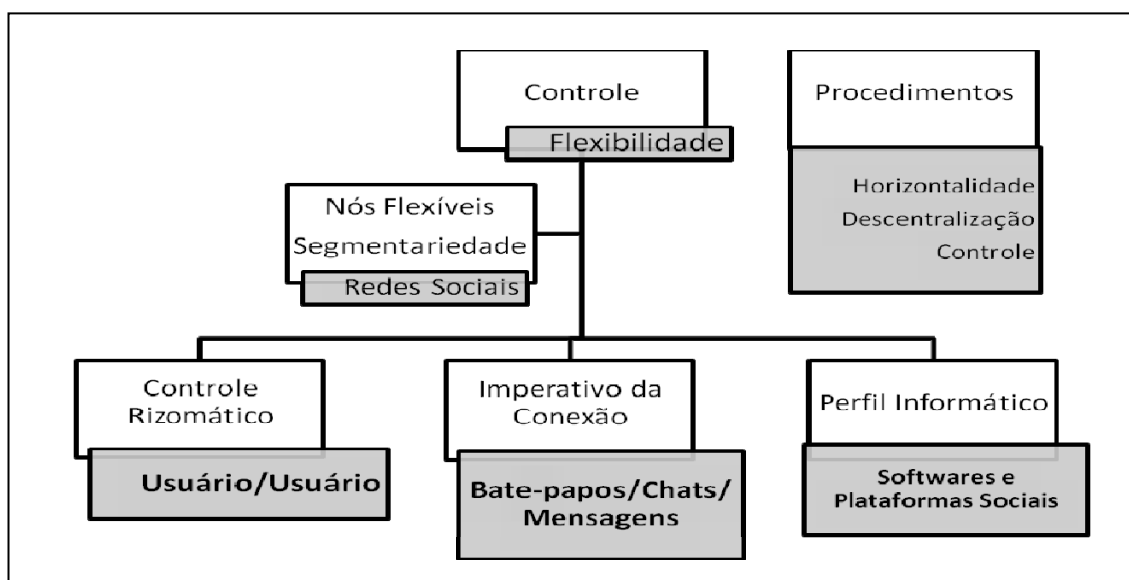 Controle
Flexibilidade
Procedimentos
Horizontalidade
Descentralização
Controle
Nós Flexíveis
Segmentariedade
Redes Sociais
Controle
Rizomático
Usuário/Usuário
Imperativo da
Conexão
Bate-papos/Chats/
Mensagens
Perfil Informático
Softwares e
Plataformas Sociais